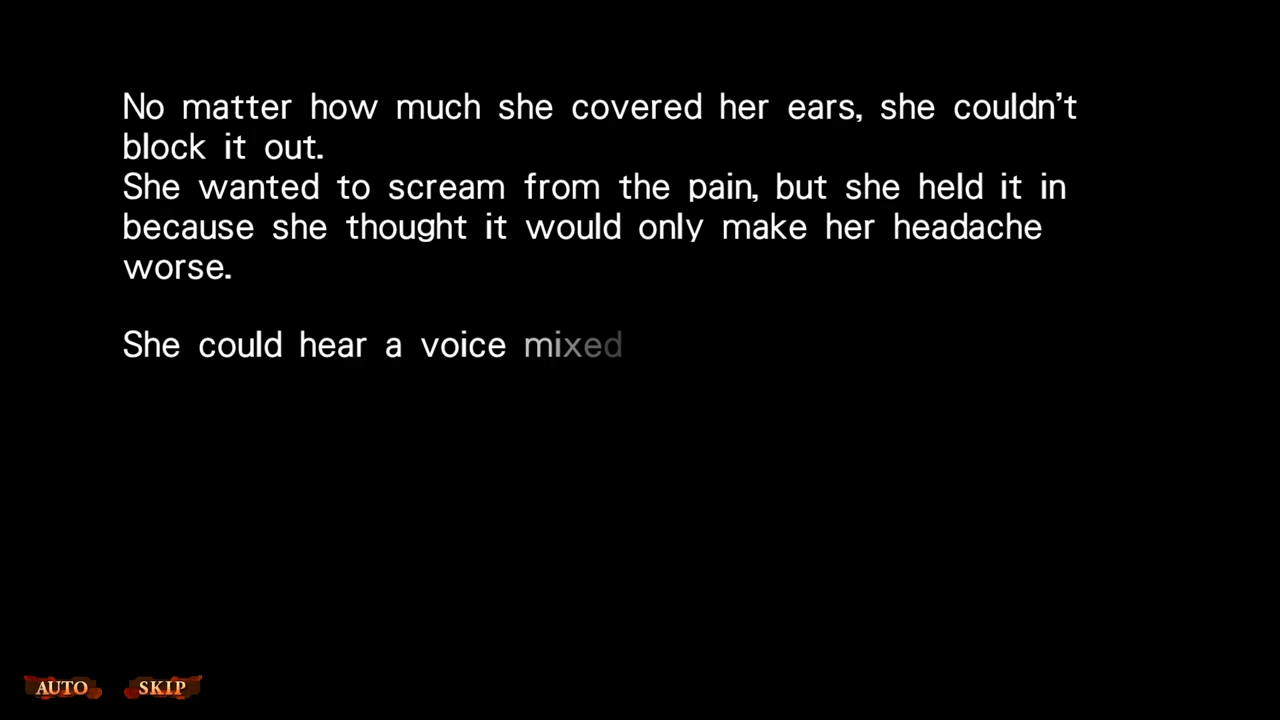 No matter how much she covered her ears, she couldn’t
block it out.
She wanted to scream from the pain, but she held it in
because she thought it would only make her headache
worse.
She could hear a voice mixed
AUTO SKIP